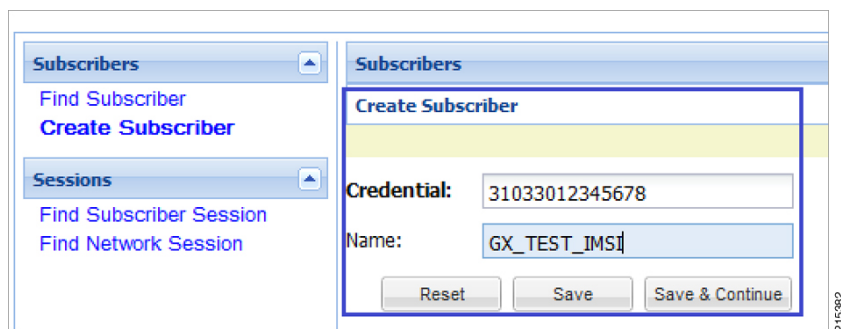 Subscribers
Find Subscriber
Create Subscriber
Sessions
Find Subscriber Session
Find Network Session
Subscribers
Create Subscriber
Credential: 31033012345678
Name: GX_TEST_IMSI
Reset Save Save & Continue
215382